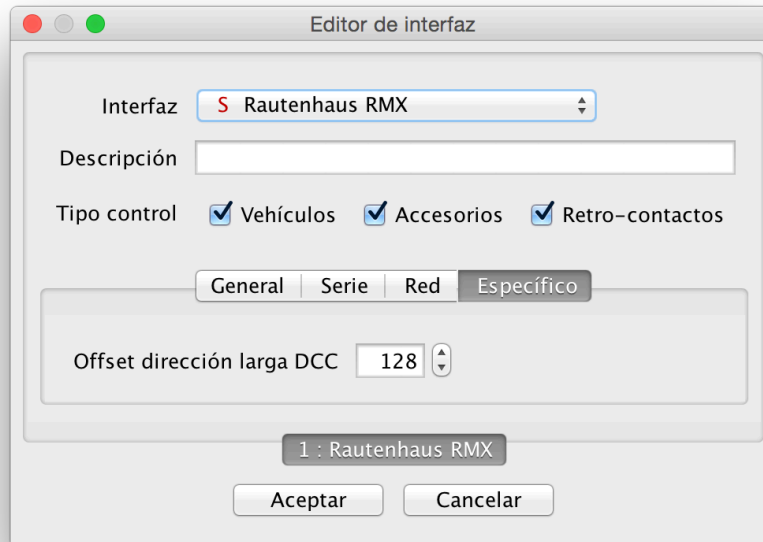 Editor de interfaz
Interfaz S Rautenhaus RMX
Descripción
Tipo control Vehículos Accesorios Retro-contactos
General Serie Red Específico
Offset dirección larga DCC 128
1 : Rautenhaus RMX
Aceptar Cancelar